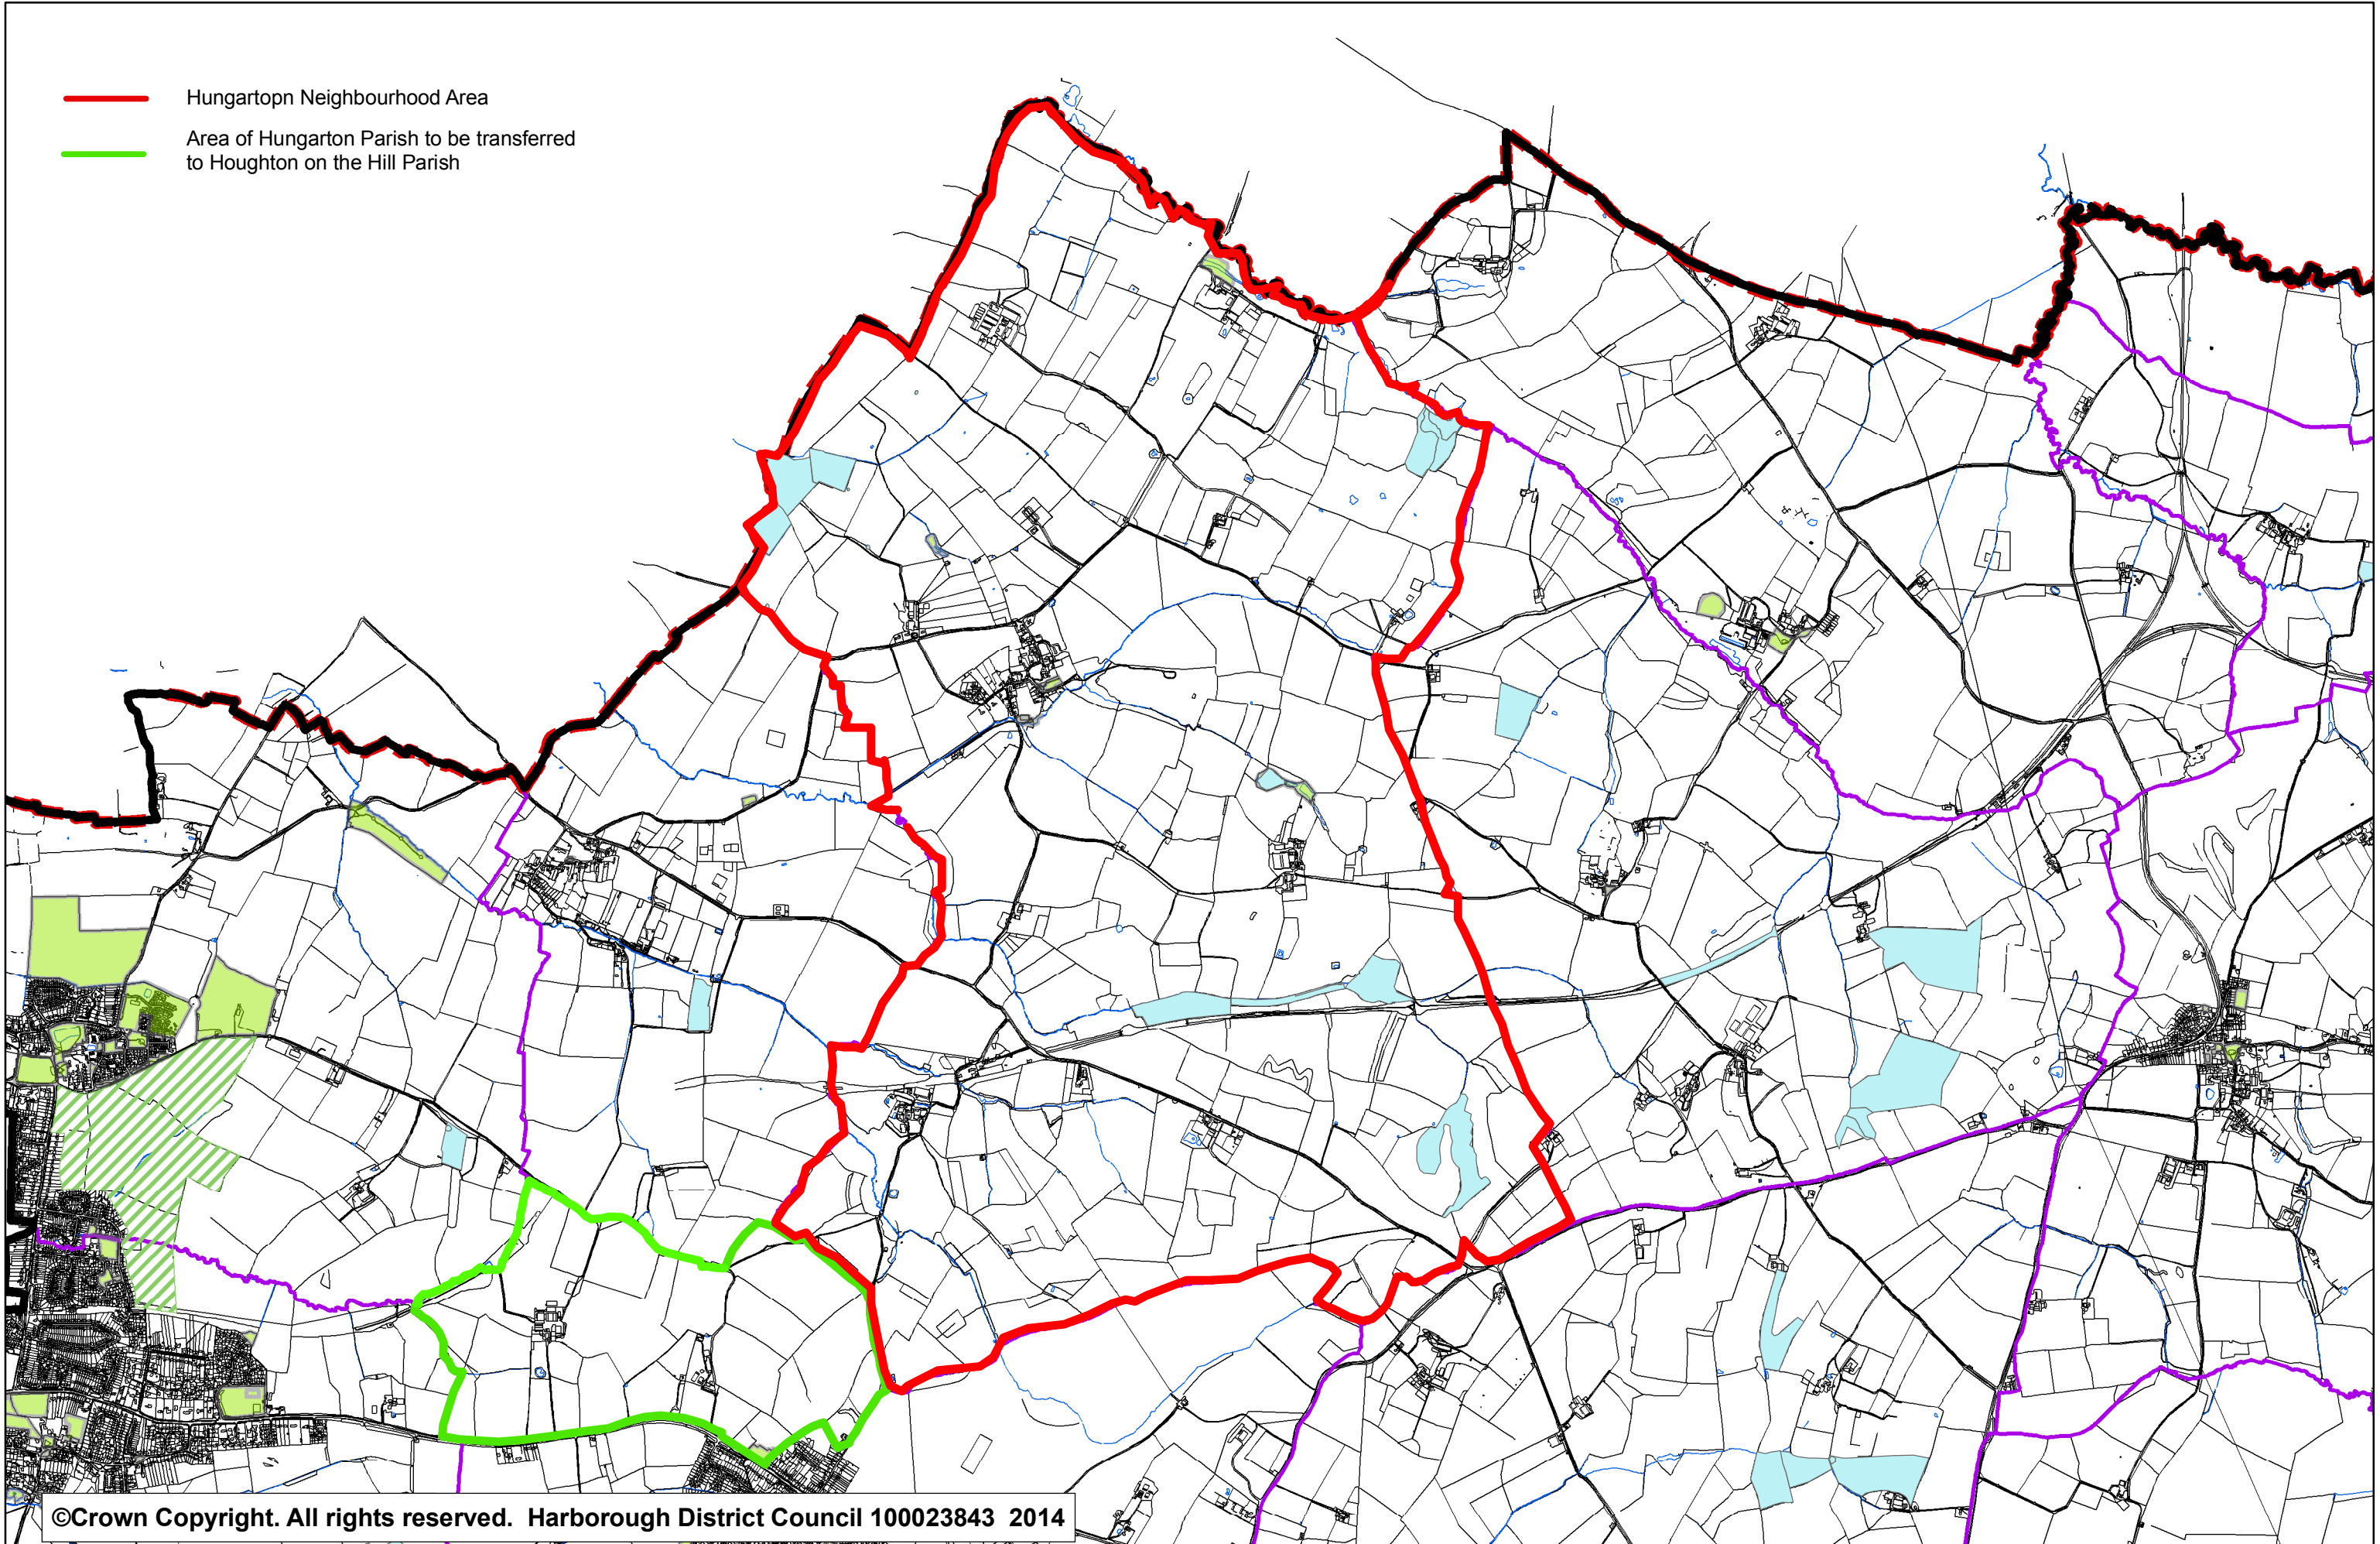 Hungartopn Neighbourhood Area
Area of Hungarton Parish to be transferred
to Houghton on the Hill Parish
©Crown Copyright. All rights reserved. Harborough District Council 100023843 2014